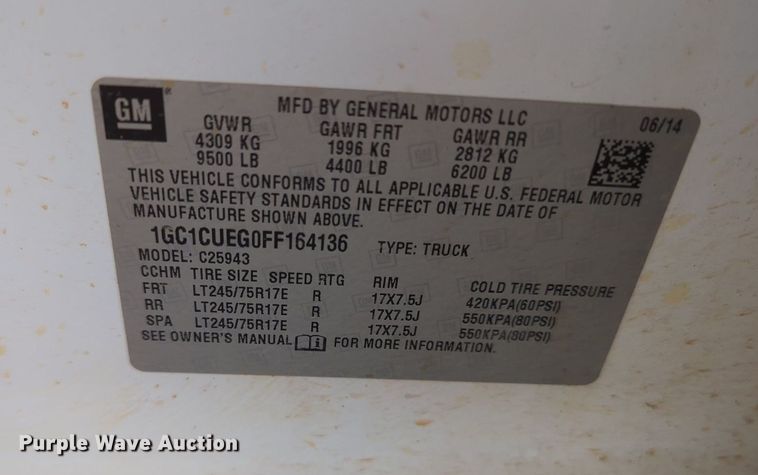 GM
MFD BY GENERAL MOTORS LLC
06/14
GVWR GAWR FRT GAWR RR
4309 KG 1996 KG 2812 KG
9500 LB 4400 LB 6200 LB
THIS VEHICLE CONFORMS TO ALL APPLICABLE U.S. FEDERAL MOTOR
VEHICLE SAFETY STANDARDS IN EFFECT ON THE DATE OF
MANUFACTURE SHOWN ABOVE.
1GC1CUEG0FF164136 TYPE: TRUCK
MODEL: C25943
CCHM TIRE SIZE SPEED RTG RIM COLD TIRE PRESSURE
FRT LT245/75R17E R 17X7.5J 420KPA(60PSI)
RR LT245/75R17E R 17X7.5J 550KPA(80PSI)
SPA LT245/75R17E R 17X7.5J 550KPA(80PSI)
SEE OWNER'S MANUAL FOR MORE INFORMATION.
Purple Wave Auction